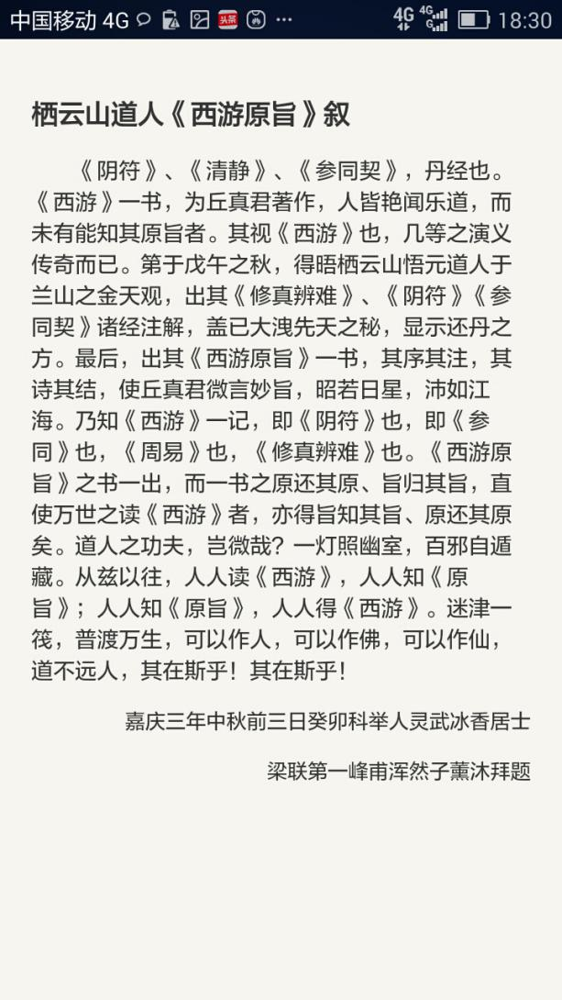 中国移动 4G
4G 4G G 18:30
头条
栖云山道人《西游原旨》叙
《阴符》、《清静》、《参同契》，丹经也。
《西游》一书，为丘真君著作，人皆艳闻乐道，而
未有能知其原旨者。其视《西游》也，几等之演义
传奇而已。第于戊午之秋，得晤栖云山悟元道人于
兰山之金天观，出其《修真辨难》、《阴符》《参
同契》诸经注解，盖已大洩先天之秘，显示还丹之
方。最后，出其《西游原旨》一书，其序其注，其
诗其结，使丘真君微言妙旨，昭若日星，沛如江
海。乃知《西游》一记，即《阴符》也，即《参
同》也，《周易》也，《修真辨难》也。《西游原
旨》之书一出，而一书之原还其原、旨归其旨，直
使万世之读《西游》者，亦得旨知其旨、原还其原
矣。道人之功夫，岂微哉？一灯照幽室，百邪自遁
藏。从兹以往，人人读《西游》，人人知《原
旨》；人人知《原旨》，人人得《西游》。迷津一
筏，普渡万生，可以作人，可以作佛，可以作仙，
道不远人，其在斯乎！其在斯乎！
嘉庆三年中秋前三日癸卯科举人灵武冰香居士
梁联第一峰甫浑然子薰沐拜题